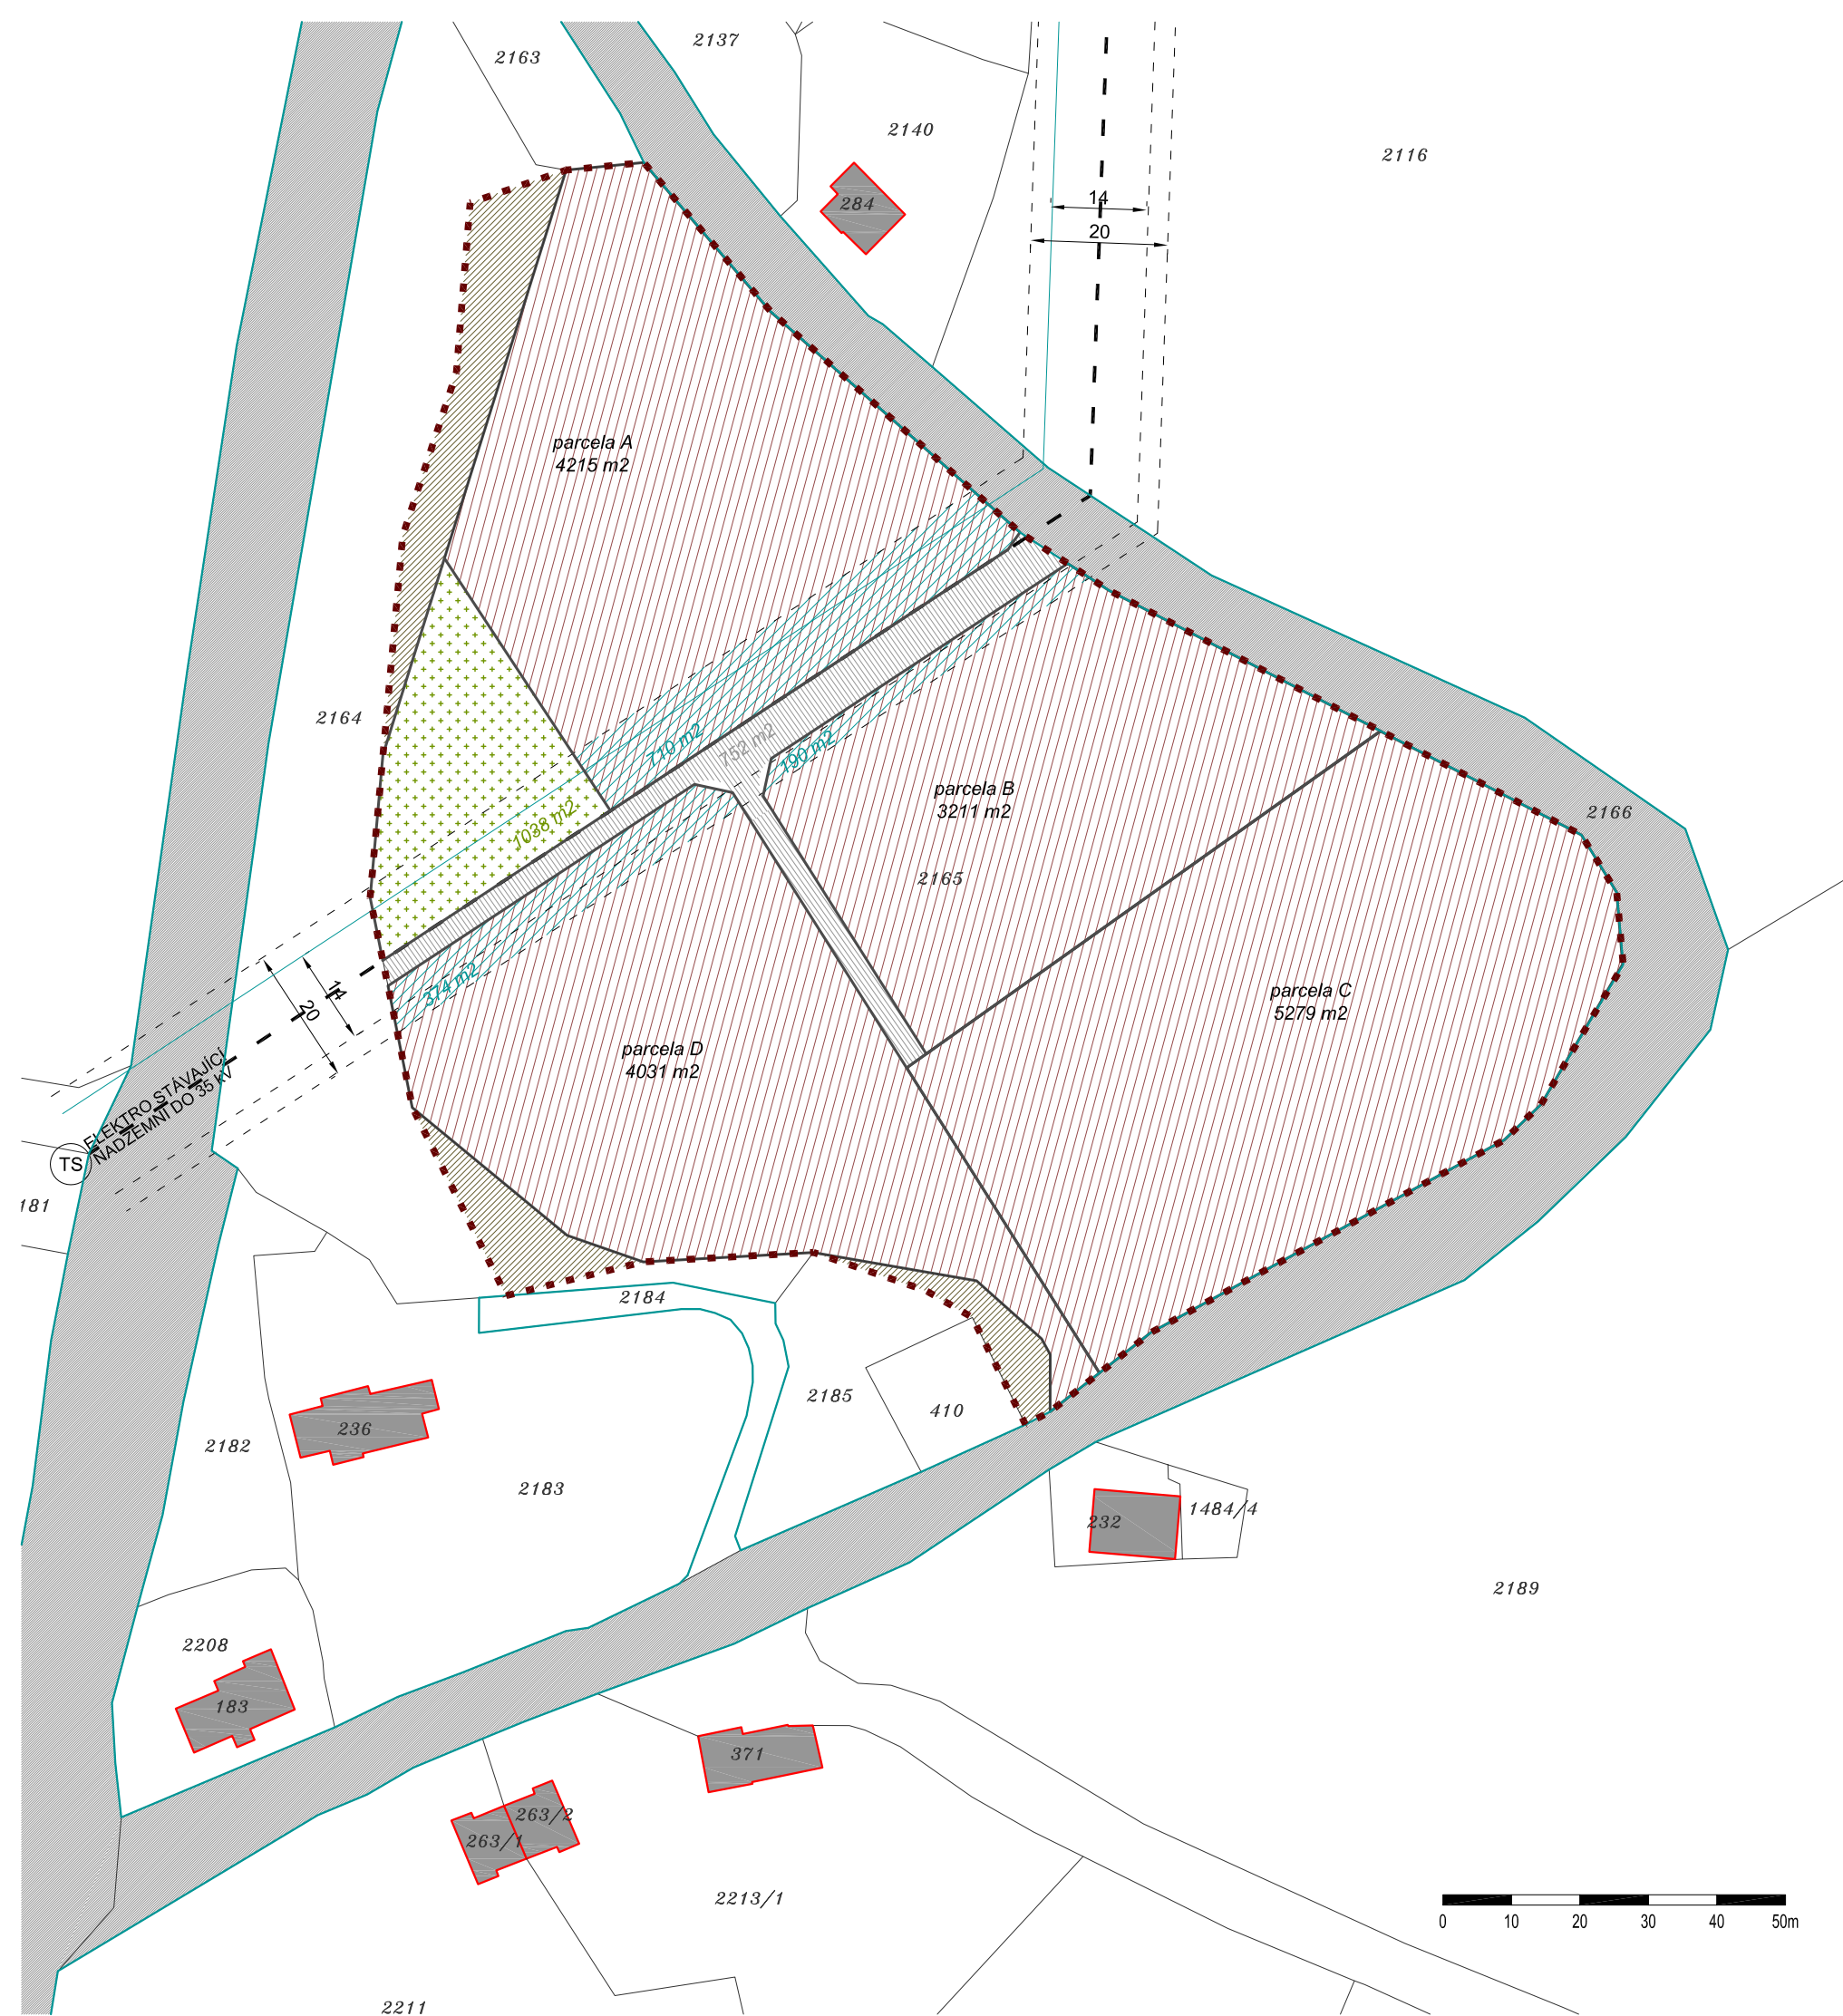 2163
2137
2140
2116
284
14
20
parcela A
4215 m2
2164
710 m2
752 m2
190 m2
parcela B
3211 m2
2166
1038 m2
2165
374 m2
14
20
parcela C
5279 m2
parcela D
4031 m2
ELEKTRO STÁVAJÍCÍ
NADZEMNÍ DO 35 kV
TS
181
2184
2185
410
236
2182
2183
232
1484/4
2189
2208
183
371
263/2
263/1
2213/1
0 10 20 30 40 50m
2211